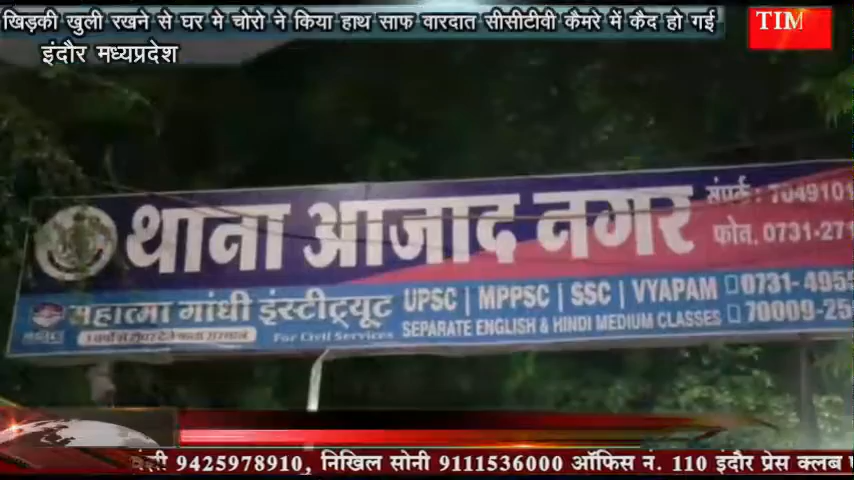 खिड़की खुली रखने से घर मे चोरो ने किया हाथ साफ वारदात सीसीटीवी कैमरे में कैद हो गई
TIM
इंदौर मध्यप्रदेश
थाना आजाद नगर
संपर्क : 7049101
फोन. 0731-271
महात्मा गांधी इंस्टीट्यूट
For Civil Services
UPSC | MPPSC | SSC | VYAPAM
SEPARATE ENGLISH & HINDI MEDIUM CLASSES
0731-4955
70009-25
9425978910, निखिल सोनी 9111536000 ऑफिस नं. 110 इंदौर प्रेस क्लब